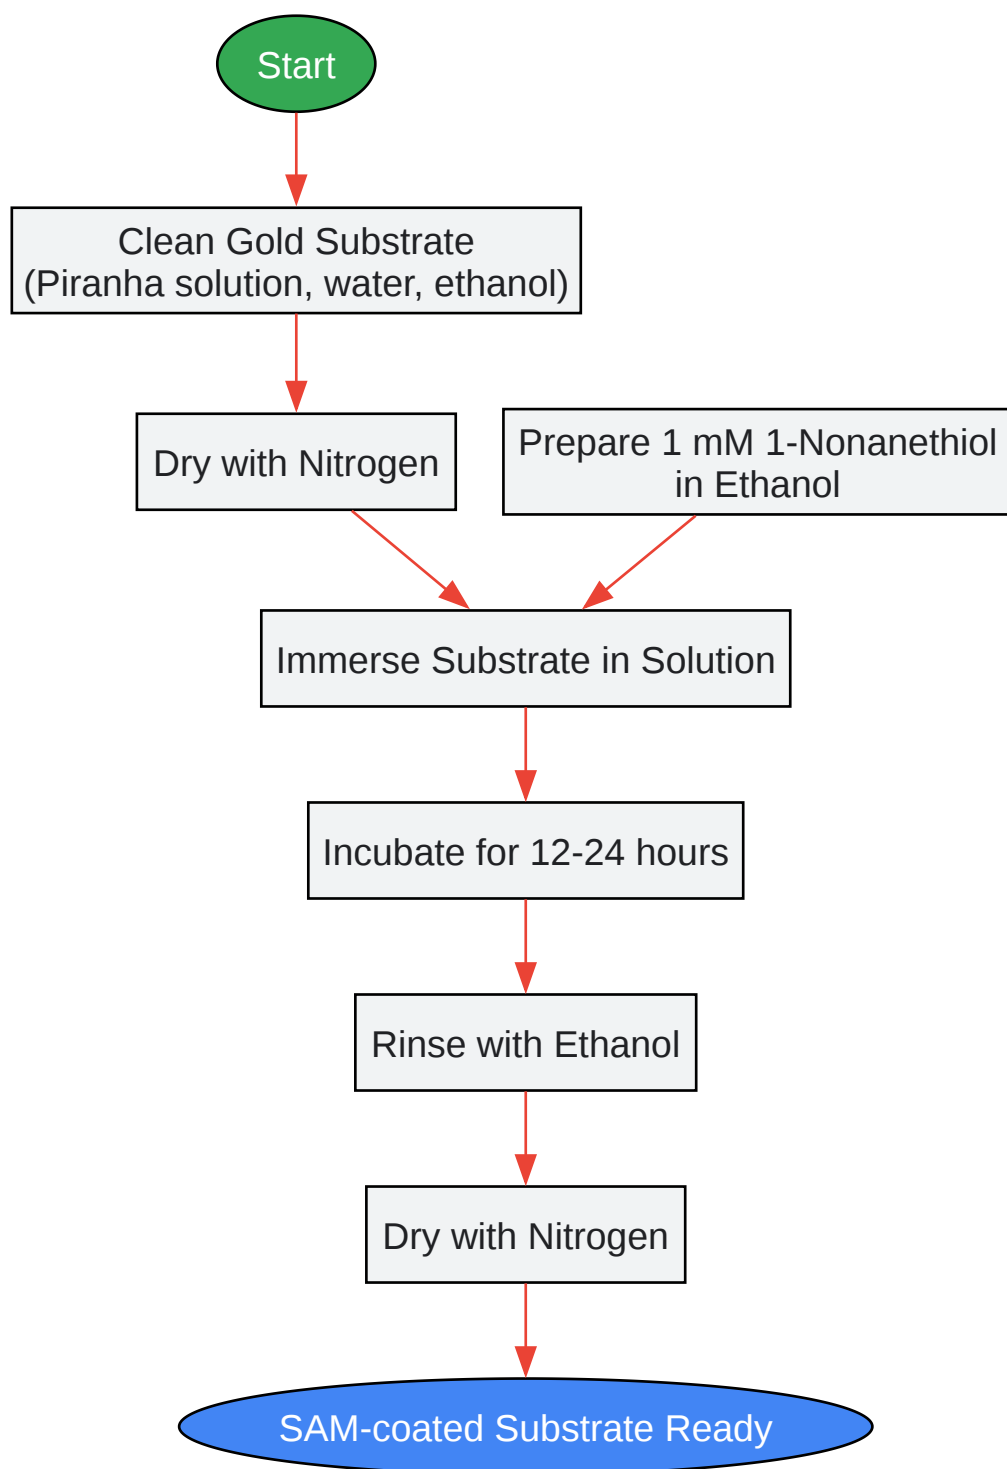 Start
Clean Gold Substrate
(Piranha solution, water, ethanol)
Dry with Nitrogen
Prepare 1 mM 1-Nonanethiol
in Ethanol
Immerse Substrate in Solution
Incubate for 12-24 hours
Rinse with Ethanol
Dry with Nitrogen
SAM-coated Substrate Ready